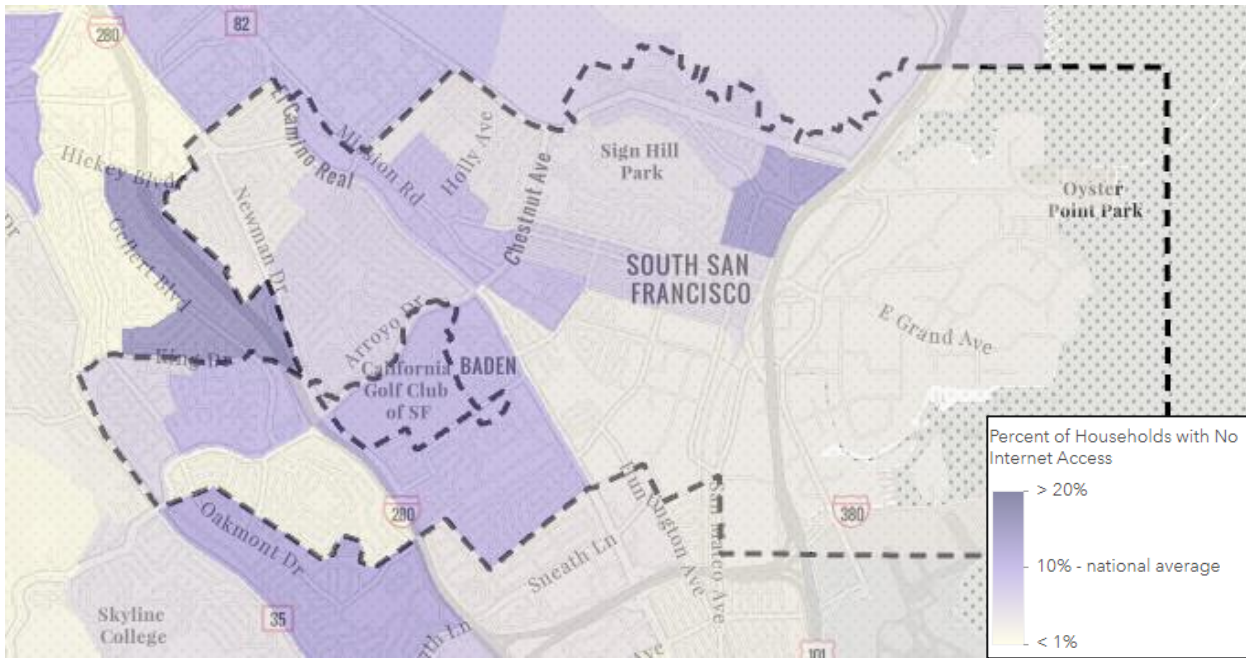 280
82
Hickey Blvd
Gellert Blvd
Dr
King Dr
Newman Dr
El Camino Real
Mission Rd
Holly Ave
Chestnut Ave
Sign Hill
Park
Oyster
Point Park
SOUTH SAN
FRANCISCO
E Grand Ave
Arroyo Dr
California
Golf Club
of SF
BADEN
Oakmont Dr
280
Huntington Ave
San Mateo Ave
Sneath Ln
380
Skyline
College
35
Ave
101
Percent of Households with No
Internet Access
> 20%
10% - national average
< 1%